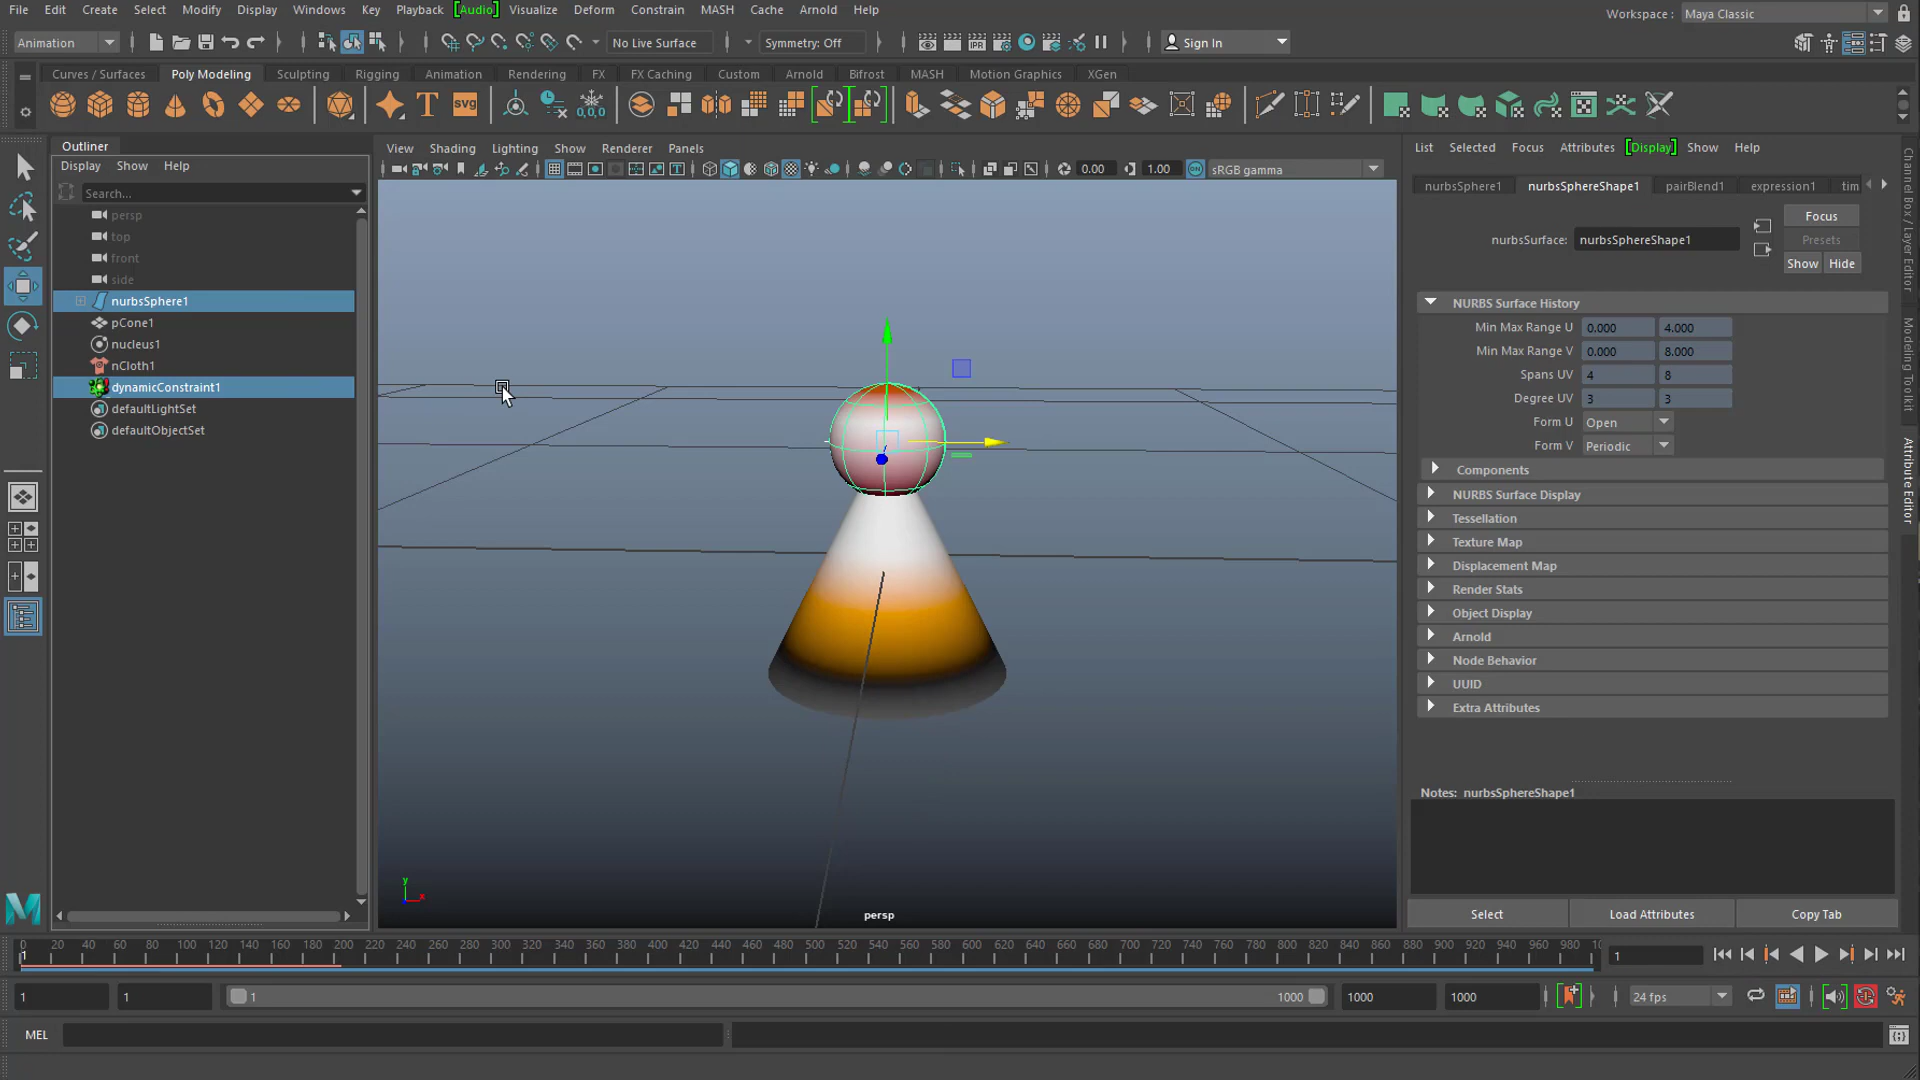 File Edit Create Select Modify Display Windows Key Playback [Audio] Visualize Deform Constrain MASH Cache Arnold Help
Workspace : Maya Classic
Animation No Live Surface Symmetry: Off Sign In
Curves / Surfaces Poly Modeling Sculpting Rigging Animation Rendering FX FX Caching Custom Arnold Bifrost MASH Motion Graphics XGen
Outliner
Display Show Help
Search...
persp
top
front
side
nurbsSphere1
pCone1
nucleus1
nCloth1
dynamicConstraint1
defaultLightSet
defaultObjectSet
View Shading Lighting Show Renderer Panels
0.00 1.00 sRGB gamma
persp
List Selected Focus Attributes [Display] Show Help
nurbsSphere1 nurbsSphereShape1 pairBlend1 expression1 tim
Focus
nurbsSurface: nurbsSphereShape1 Presets
Show Hide
NURBS Surface History
Min Max Range U 0.000 4.000
Min Max Range V 0.000 8.000
Spans UV 4 8
Degree UV 3 3
Form U Open
Form V Periodic
Components
NURBS Surface Display
Tessellation
Texture Map
Displacement Map
Render Stats
Object Display
Arnold
Node Behavior
UUID
Extra Attributes
Notes: nurbsSphereShape1
Select Load Attributes Copy Tab
Channel Box / Layer Editor
Modeling Toolkit
Attribute Editor
0 20 40 60 80 100 120 140 160 180 200 220 240 260 280 300 320 340 360 380 400 420 440 460 480 500 520 540 560 580 600 620 640 660 680 700 720 740 760 780 800 820 840 860 880 900 920 940 960 980
1 1
1 1 1 1000 1000 1000 24 fps
MEL